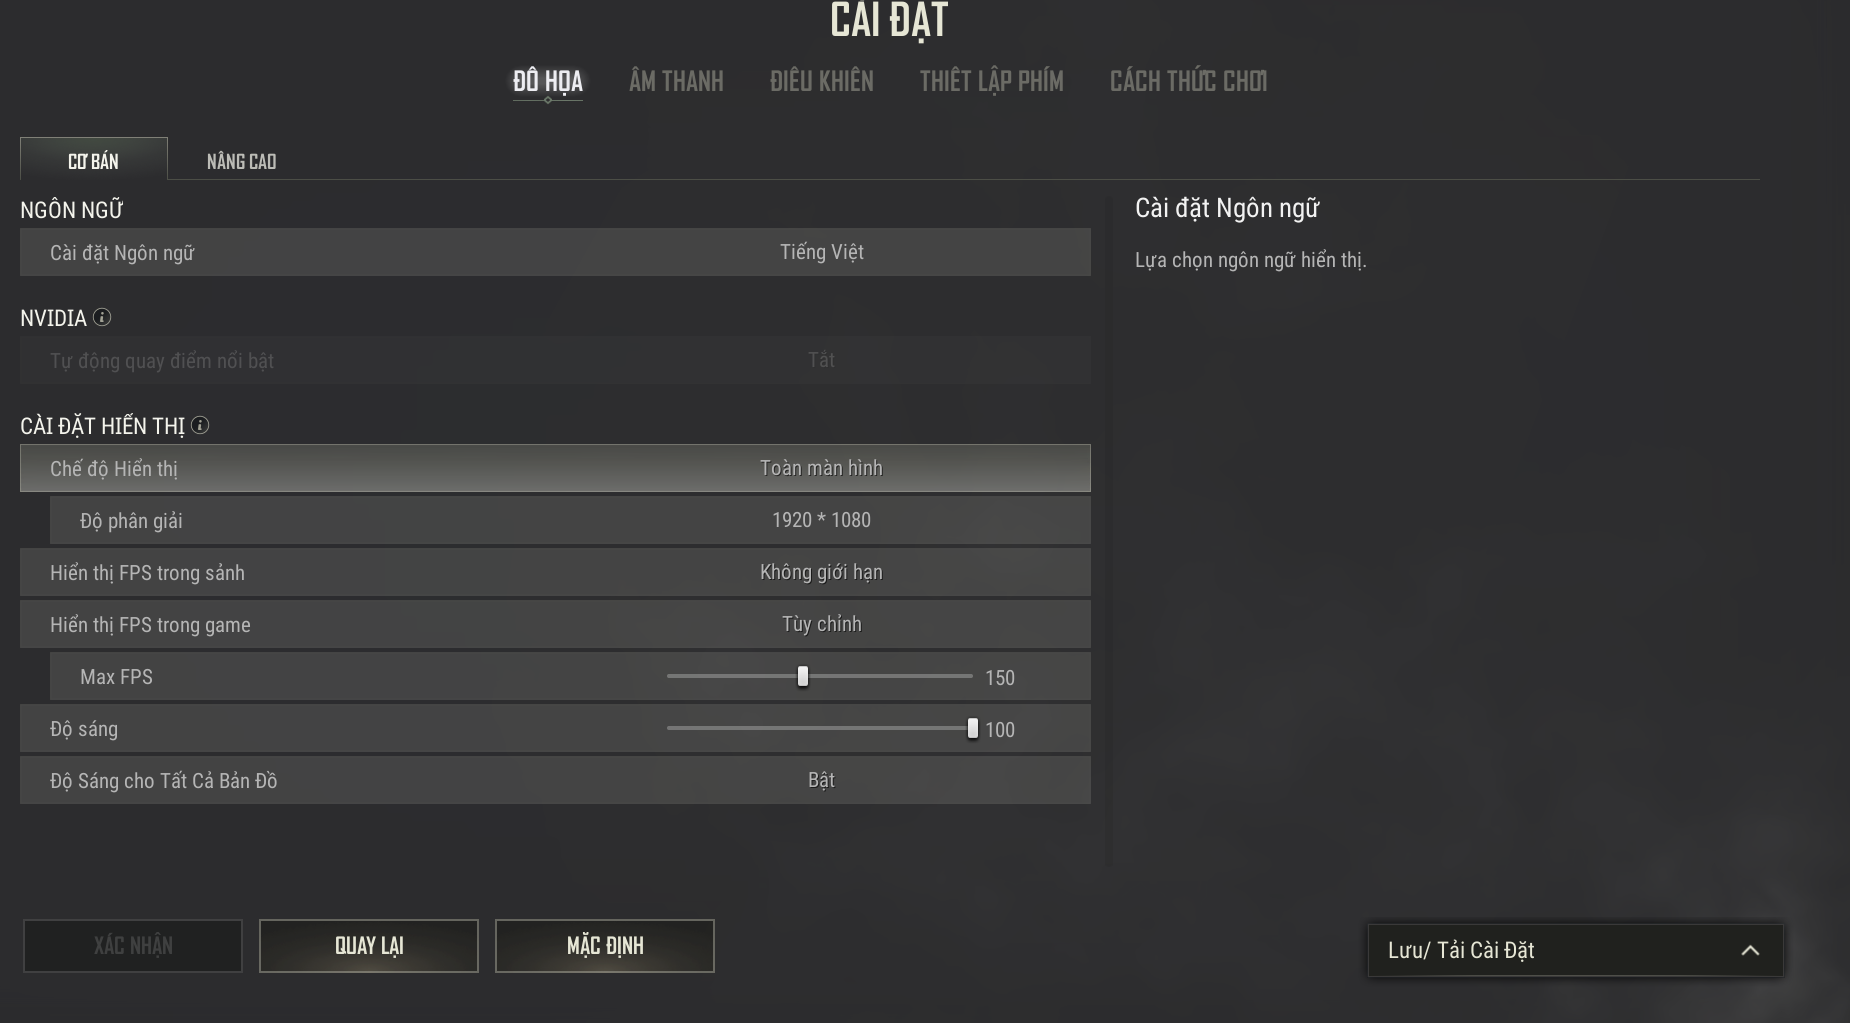 CÀI ĐẶT
ĐỒ HỌA ÂM THANH ĐIỀU KHIỂN THIẾT LẬP PHÍM CÁCH THỨC CHƠI
CƠ BẢN NÂNG CAO
NGÔN NGỮ
Cài đặt Ngôn ngữ Tiếng Việt
NVIDIA
Tự động quay điểm nổi bật Tắt
CÀI ĐẶT HIỂN THỊ
Chế độ Hiển thị Toàn màn hình
Độ phân giải 1920 * 1080
Hiển thị FPS trong sảnh Không giới hạn
Hiển thị FPS trong game Tùy chỉnh
Max FPS 150
Độ sáng 100
Độ Sáng cho Tất Cả Bản Đồ Bật
Cài đặt Ngôn ngữ
Lựa chọn ngôn ngữ hiển thị.
XÁC NHẬN QUAY LẠI MẶC ĐỊNH
Lưu/ Tải Cài Đặt